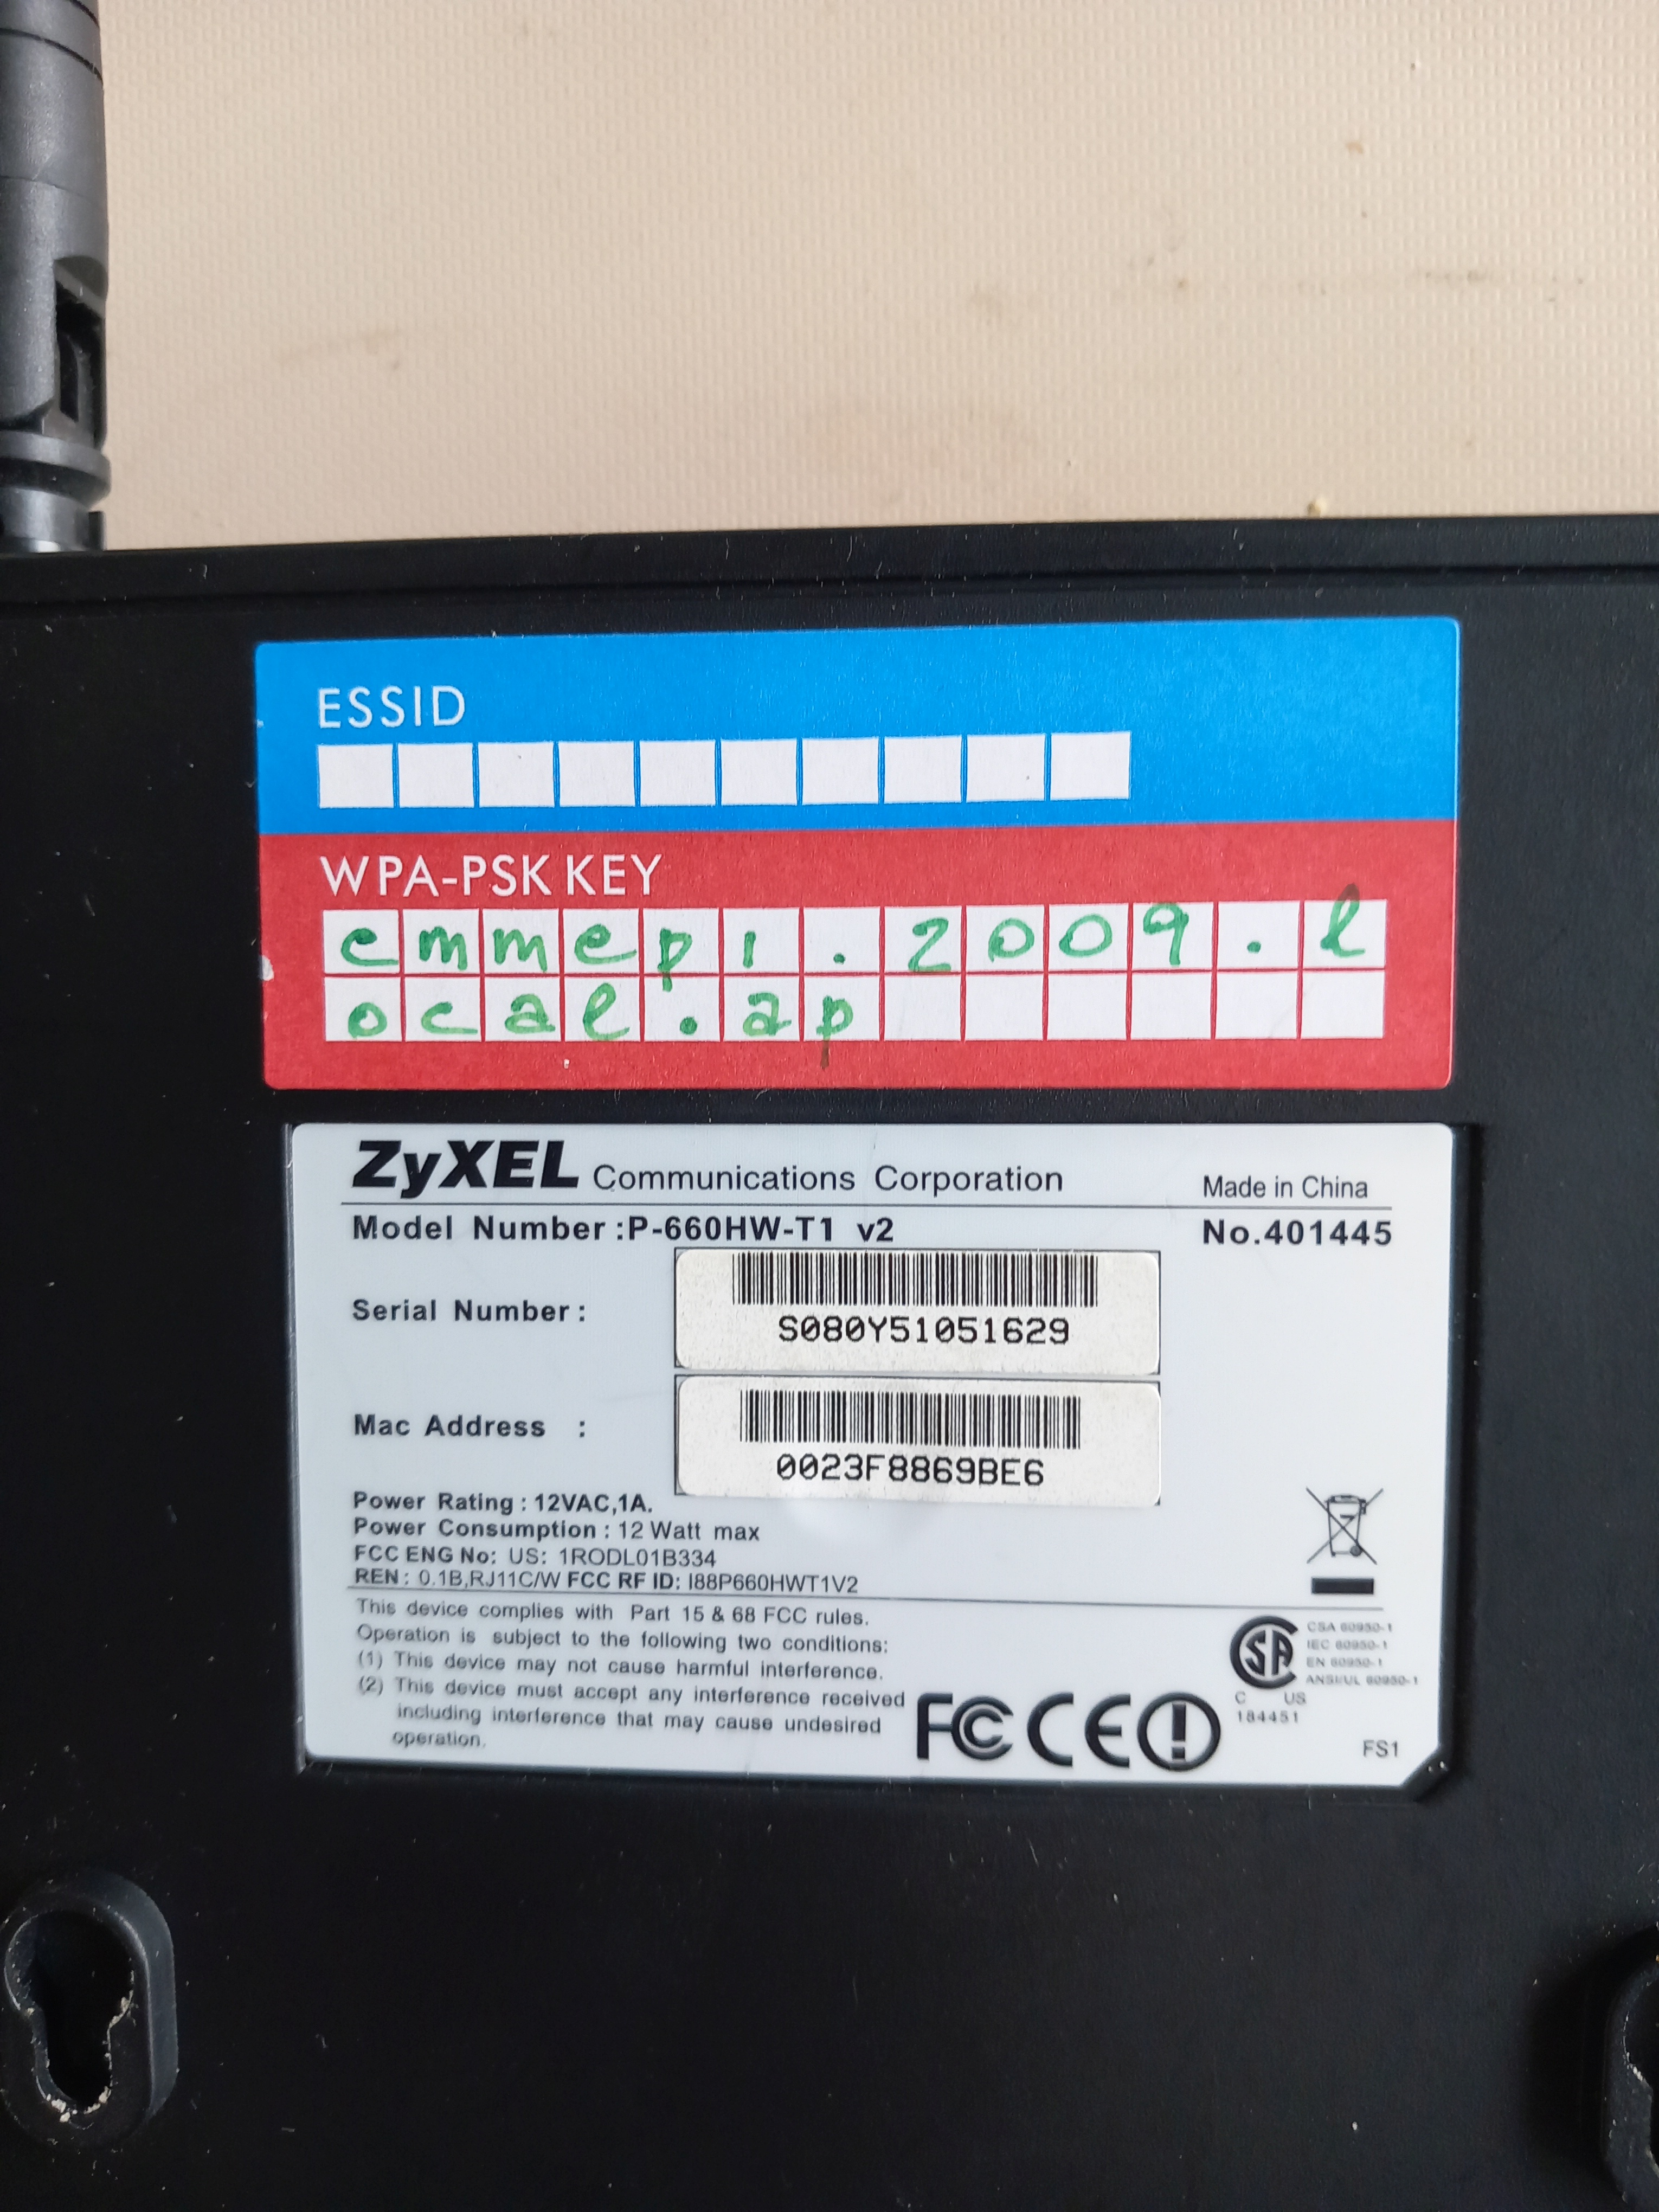 ESSID
WPA-PSK KEY
emmepi.2009.l
ocal.ap
ZyXEL Communications Corporation Made in China
Model Number :P-660HW-T1 v2 No.401445
Serial Number: S080Y51051629
Mac Address : 0023F8869BE6
Power Rating : 12VAC,1A.
Power Consumption : 12 Watt max
FCC ENG No: US: 1RODL01B334
REN : 0.1B,RJ11C/W FCC RF ID: I88P660HWT1V2
This device complies with Part 15 & 68 FCC rules.
Operation is subject to the following two conditions:
(1) This device may not cause harmful interference.
(2) This device must accept any interference received
including interference that may cause undesired
operation.
FC CE
SA
CSA 60950-1
IEC 60950-1
EN 60950-1
ANSI/UL 60950-1
C US
184451
FS1